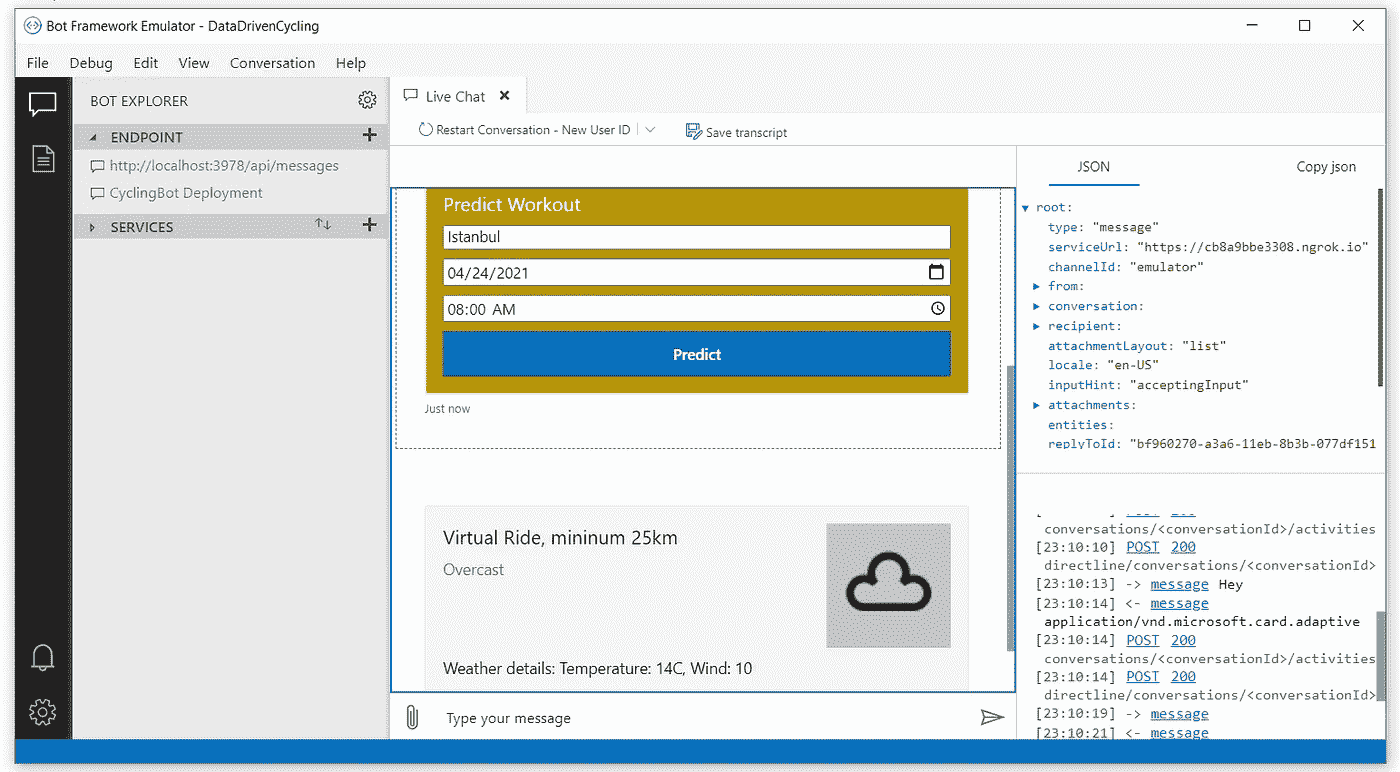 Bot Framework Emulator - DataDrivenCycling
File Debug Edit View Conversation Help
BOT EXPLORER
ENDPOINT
http://localhost:3978/api/messages
CyclingBot Deployment
SERVICES
Live Chat
Restart Conversation - New User ID
Save transcript
Predict Workout
Istanbul
04/24/2021
08:00 AM
Predict
Just now
Virtual Ride, mininum 25km
Overcast
Weather details: Temperature: 14C, Wind: 10
Type your message
JSON Copy json
root:
type: "message"
serviceUrl: "https://cb8a9bbe3308.ngrok.io"
channelId: "emulator"
from:
conversation:
recipient:
attachmentLayout: "list"
locale: "en-US"
inputHint: "acceptingInput"
attachments:
entities:
replyToId: "bf960270-a3a6-11eb-8b3b-077df151
conversations/<conversationId>/activities
[23:10:10] POST 200
directline/conversations/<conversationId>
[23:10:13] -> message Hey
[23:10:14] <- message
application/vnd.microsoft.card.adaptive
[23:10:14] POST 200
conversations/<conversationId>/activities
[23:10:14] POST 200
directline/conversations/<conversationId>
[23:10:19] -> message
[23:10:21] <- message